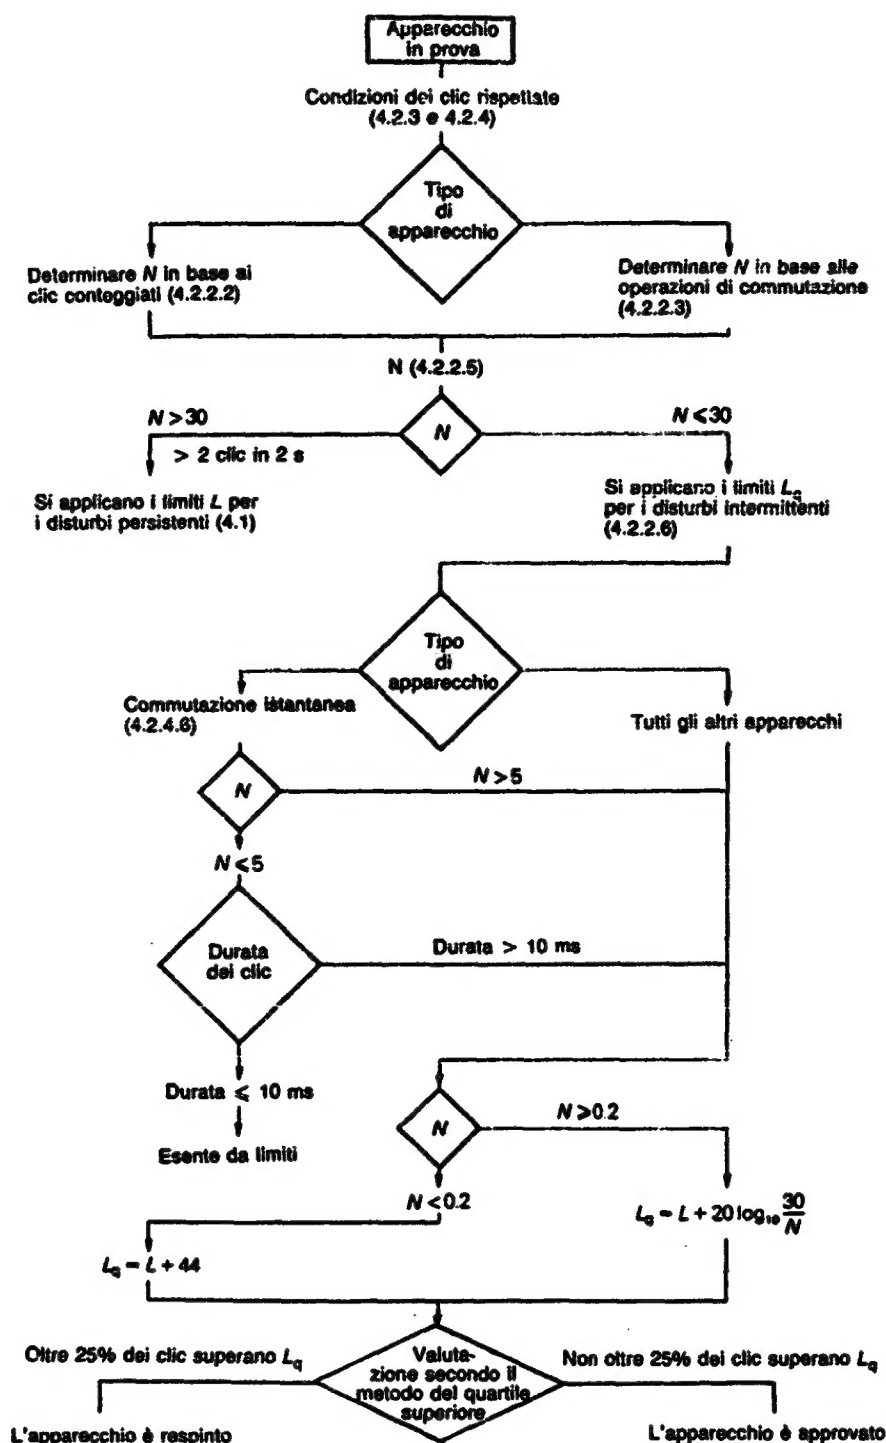 Apparecchio
in prova
Condizioni dei clic rispettate
(4.2.3 e 4.2.4)
Tipo
di
apparecchio
Determinare N in base ai
clic conteggiati (4.2.2.2)
Determinare N in base alle
operazioni di commutazione
(4.2.2.3)
N (4.2.2.5)
N > 30
N
N ⩽ 30
> 2 clic in 2 s
Si applicano i limiti L per
i disturbi persistenti (4.1)
Si applicano i limiti Lq
per i disturbi intermittenti
(4.2.2.6)
Tipo
di
apparecchio
Commutazione istantanea
(4.2.4.6)
Tutti gli altri apparecchi
N
N > 5
N ⩽ 5
Durata
dei clic
Durata > 10 ms
Durata ⩽ 10 ms
Esente da limiti
N
N ⩾ 0.2
N < 0.2
Lq = L + 20 log₁₀ 30/N
Lq = L + 44
Oltre 25% dei clic superano Lq
Valuta-
zione secondo il
metodo del quartile
superiore
Non oltre 25% dei clic superano Lq
L'apparecchio è respinto
L'apparecchio è approvato